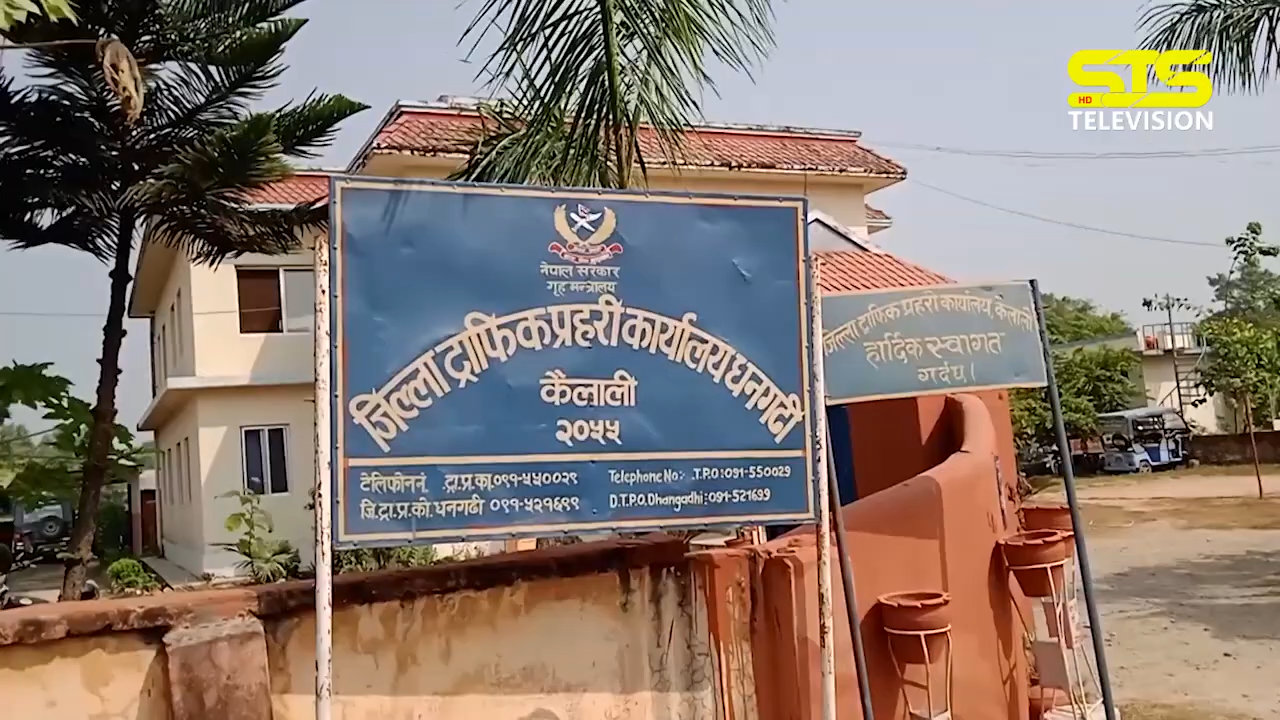 STS
HD
TELEVISION
नेपाल सरकार
गृह मन्त्रालय
जिल्ला ट्राफिक प्रहरी कार्यालय धनगढी
कैलाली
२०५५
टेलिफोन नं. ट्रा.प्र.का.०९१-५५००२९
जि.ट्रा.प्र.का. धनगढी ०९१-५२१६९९
Telephone No:- .T.P.O:091-550029
D.T.P.O.Dhangadhi:091-521699
जिल्ला ट्राफिक प्रहरी कार्यालय, कैलाली
हार्दिक स्वागत
गर्दछ।